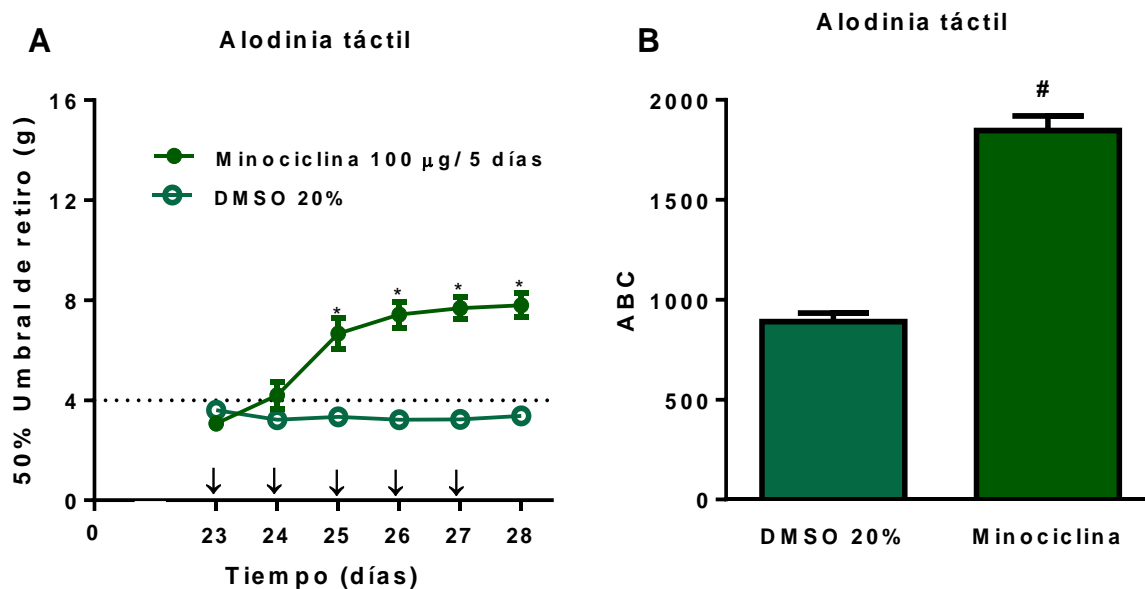 A
Alodinia táctil
50% Umbral de retiro (g)
16
12
8
4
0
Minociclina 100 µg/ 5 días
DMSO 20%
*
*
*
*
0
23
24
25
26
27
28
Tiempo (días)
B
Alodinia táctil
ABC
2000
1500
1000
500
0
#
DMSO 20%
Minociclina